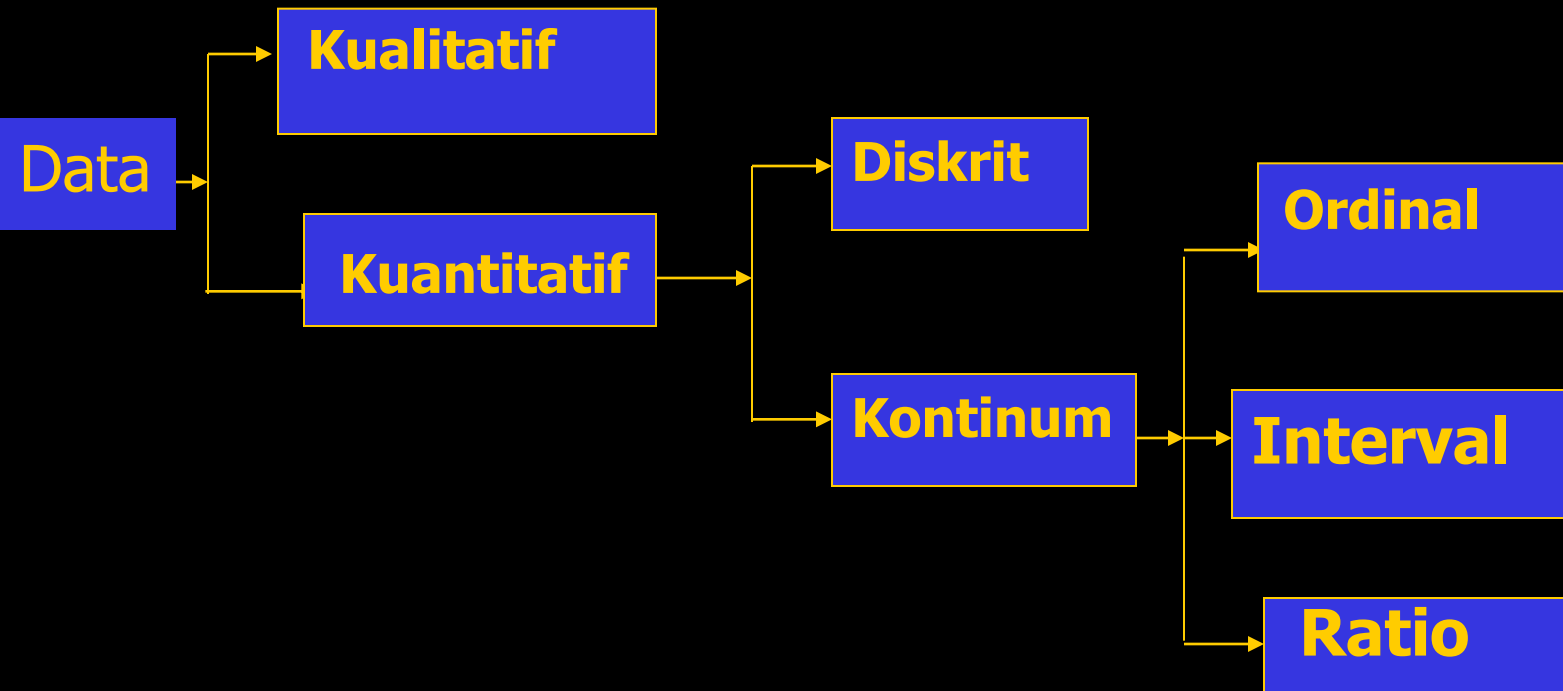 Data
Kualitatif
Kuantitatif
Diskrit
Kontinum
Ordinal
Interval
Ratio